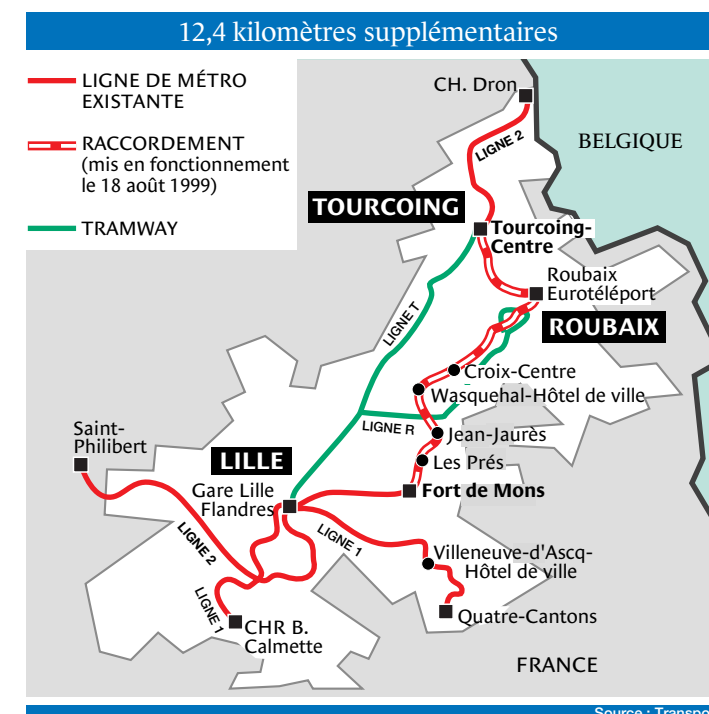 12,4 kilomètres supplémentaires
LIGNE DE MÉTRO
EXISTANTE
RACCORDEMENT
(mis en fonctionnement
le 18 août 1999)
TRAMWAY
CH. Dron
BELGIQUE
LIGNE 2
TOURCOING
Tourcoing-
Centre
Roubaix
Eurotéléport
ROUBAIX
LIGNE T
Croix-Centre
Wasquehal-Hôtel de ville
LIGNE R
Jean-Jaurès
Saint-
Philibert
LILLE
Les Prés
Gare Lille
Flandres
Fort de Mons
LIGNE 2
LIGNE 1
Villeneuve-d'Ascq-
Hôtel de ville
LIGNE 1
CHR B.
Calmette
Quatre-Cantons
FRANCE
Source :